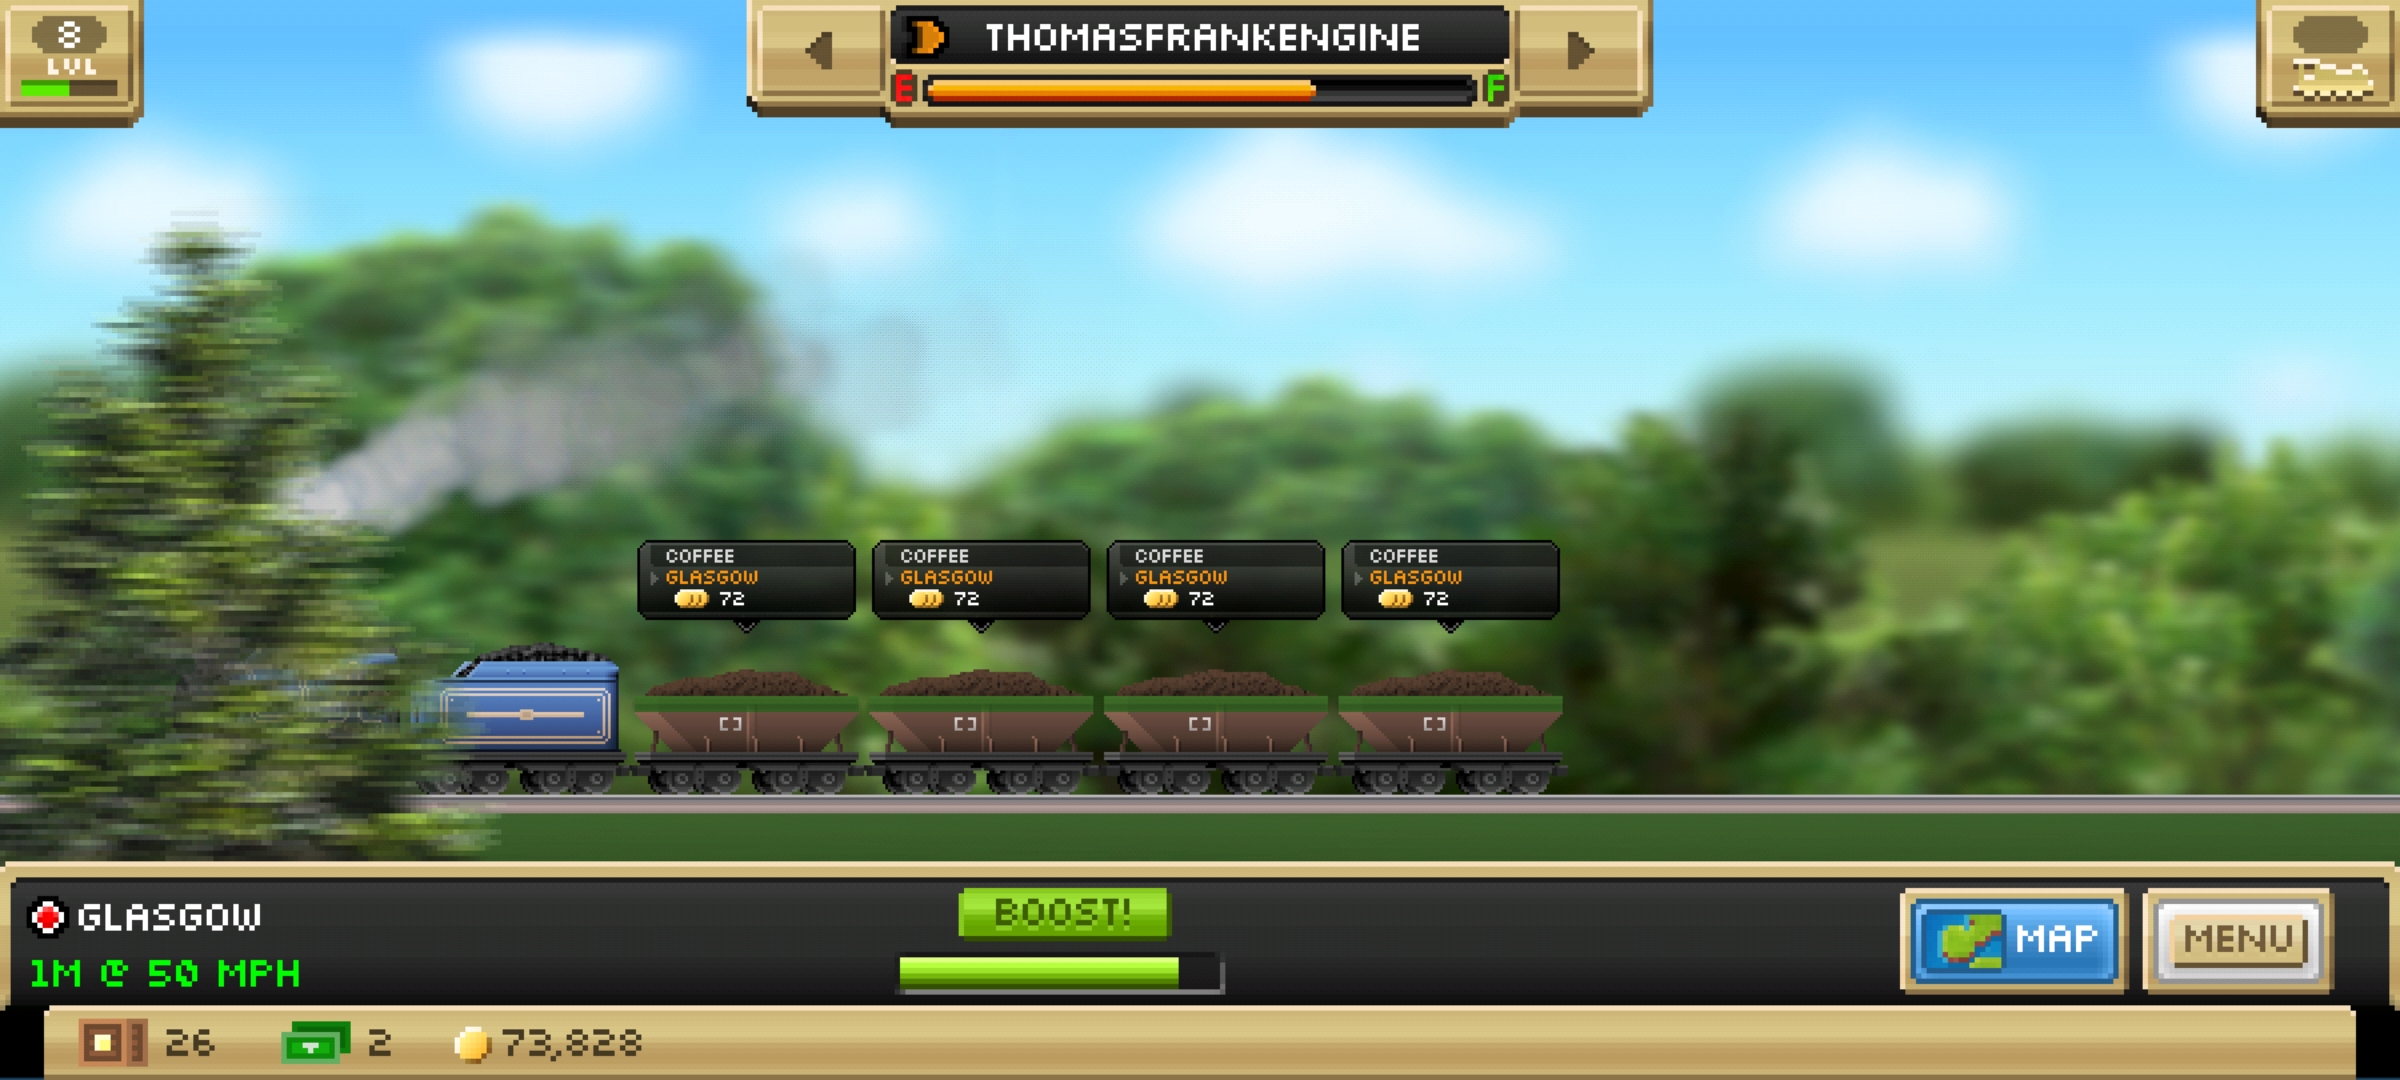 8
LVL
THOMASFRANKENGINE
E F
COFFEE
GLASGOW
72
COFFEE
GLASGOW
72
COFFEE
GLASGOW
72
COFFEE
GLASGOW
72
GLASGOW
1M @ 50 MPH
BOOST!
MAP
MENU
26 2 73,828